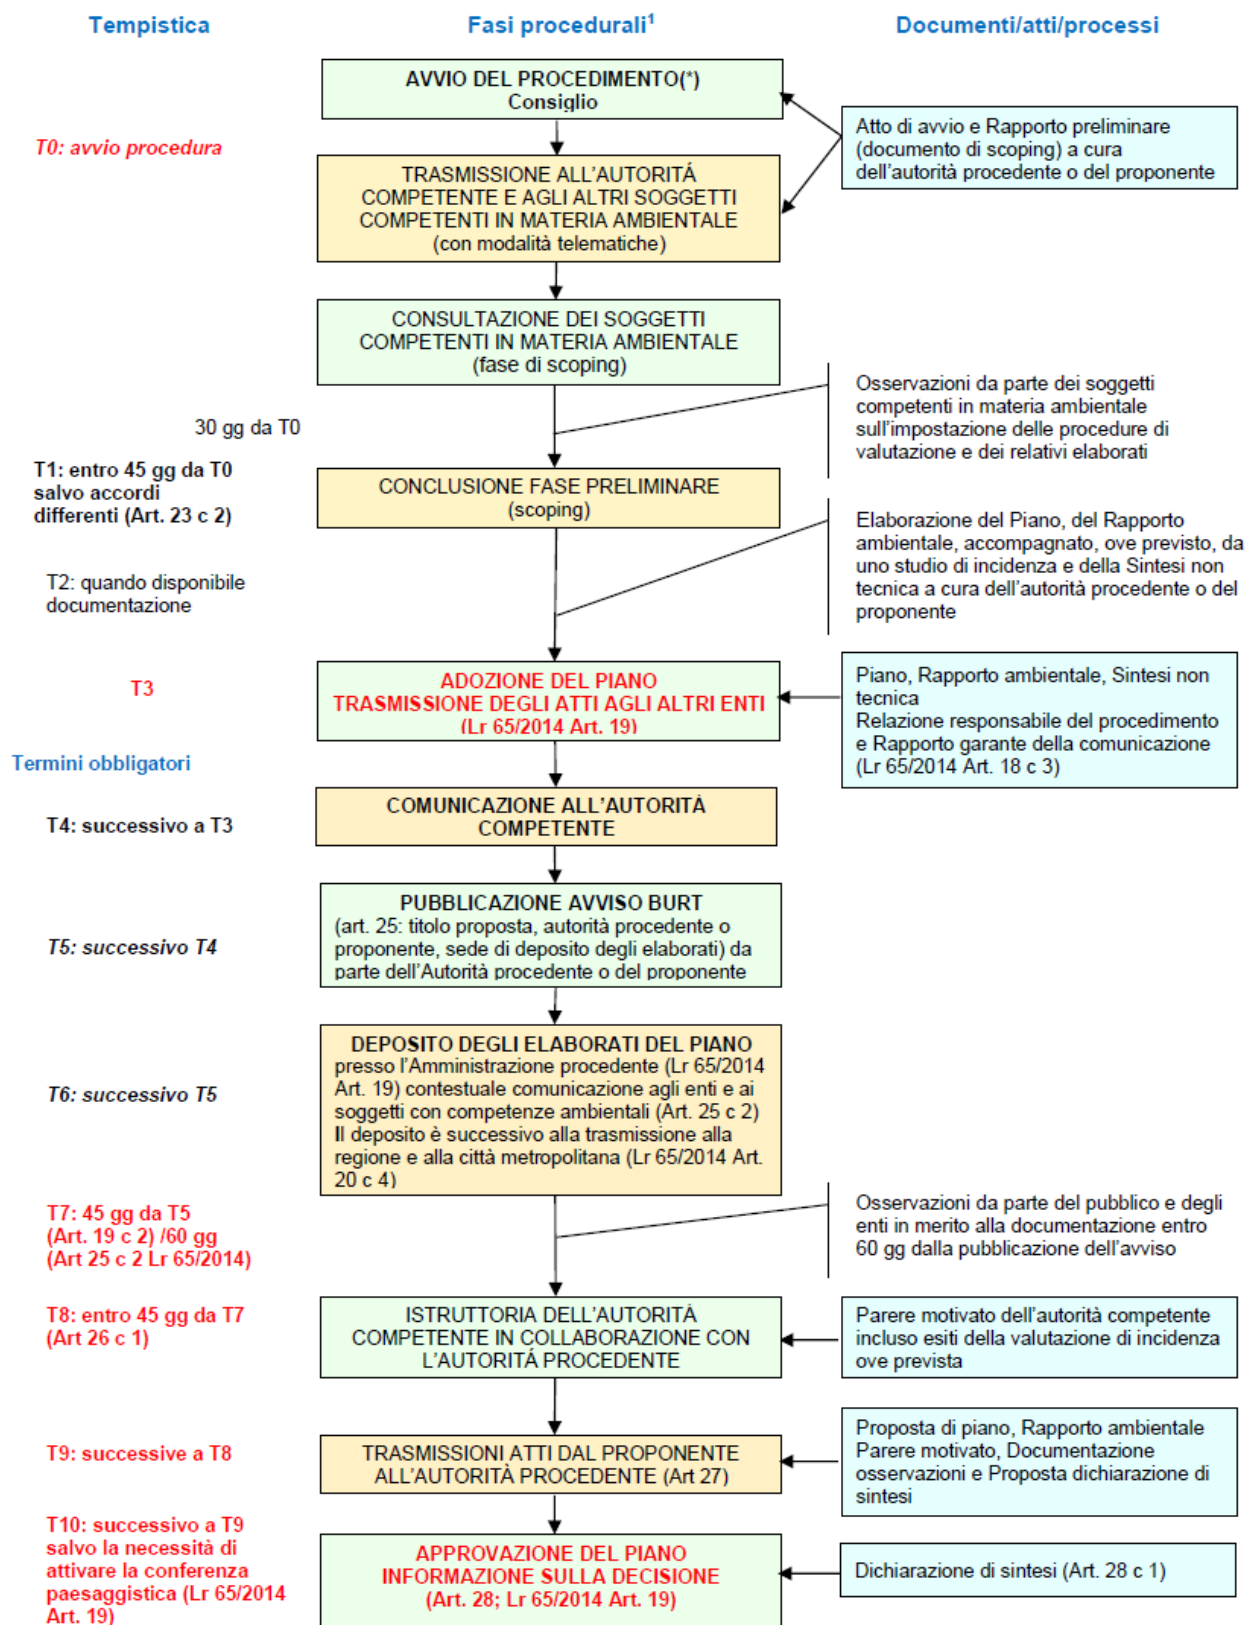 Tempistica
Fasi procedurali1
Documenti/atti/processi
AVVIO DEL PROCEDIMENTO(*)
Consiglio
T0: avvio procedura
Atto di avvio e Rapporto preliminare
(documento di scoping) a cura
dell'autorità procedente o del proponente
TRASMISSIONE ALL'AUTORITÁ
COMPETENTE E AGLI ALTRI SOGGETTI
COMPETENTI IN MATERIA AMBIENTALE
(con modalità telematiche)
CONSULTAZIONE DEI SOGGETTI
COMPETENTI IN MATERIA AMBIENTALE
(fase di scoping)
30 gg da T0
Osservazioni da parte dei soggetti
competenti in materia ambientale
sull'impostazione delle procedure di
valutazione e dei relativi elaborati
T1: entro 45 gg da T0
salvo accordi
differenti (Art. 23 c 2)
CONCLUSIONE FASE PRELIMINARE
(scoping)
Elaborazione del Piano, del Rapporto
ambientale, accompagnato, ove previsto, da
uno studio di incidenza e della Sintesi non
tecnica a cura dell'autorità procedente o del
proponente
T2: quando disponibile
documentazione
T3
ADOZIONE DEL PIANO
TRASMISSIONE DEGLI ATTI AGLI ALTRI ENTI
(Lr 65/2014 Art. 19)
Piano, Rapporto ambientale, Sintesi non
tecnica
Relazione responsabile del procedimento
e Rapporto garante della comunicazione
(Lr 65/2014 Art. 18 c 3)
Termini obbligatori
T4: successivo a T3
COMUNICAZIONE ALL'AUTORITÁ
COMPETENTE
T5: successivo T4
PUBBLICAZIONE AVVISO BURT
(art. 25: titolo proposta, autorità procedente o
proponente, sede di deposito degli elaborati) da
parte dell'Autorità procedente o del proponente
T6: successivo T5
DEPOSITO DEGLI ELABORATI DEL PIANO
presso l'Amministrazione procedente (Lr 65/2014
Art. 19) contestuale comunicazione agli enti e ai
soggetti con competenze ambientali (Art. 25 c 2)
Il deposito è successivo alla trasmissione alla
regione e alla città metropolitana (Lr 65/2014 Art.
20 c 4)
T7: 45 gg da T5
(Art. 19 c 2) /60 gg
(Art 25 c 2 Lr 65/2014)
Osservazioni da parte del pubblico e degli
enti in merito alla documentazione entro
60 gg dalla pubblicazione dell'avviso
T8: entro 45 gg da T7
(Art 26 c 1)
ISTRUTTORIA DELL'AUTORITÁ
COMPETENTE IN COLLABORAZIONE CON
L'AUTORITÁ PROCEDENTE
Parere motivato dell'autorità competente
incluso esiti della valutazione di incidenza
ove prevista
T9: successive a T8
TRASMISSIONI ATTI DAL PROPONENTE
ALL'AUTORITÀ PROCEDENTE (Art 27)
Proposta di piano, Rapporto ambientale
Parere motivato, Documentazione
osservazioni e Proposta dichiarazione di
sintesi
T10: successivo a T9
salvo la necessità di
attivare la conferenza
paesaggistica (Lr 65/2014
Art. 19)
APPROVAZIONE DEL PIANO
INFORMAZIONE SULLA DECISIONE
(Art. 28; Lr 65/2014 Art. 19)
Dichiarazione di sintesi (Art. 28 c 1)